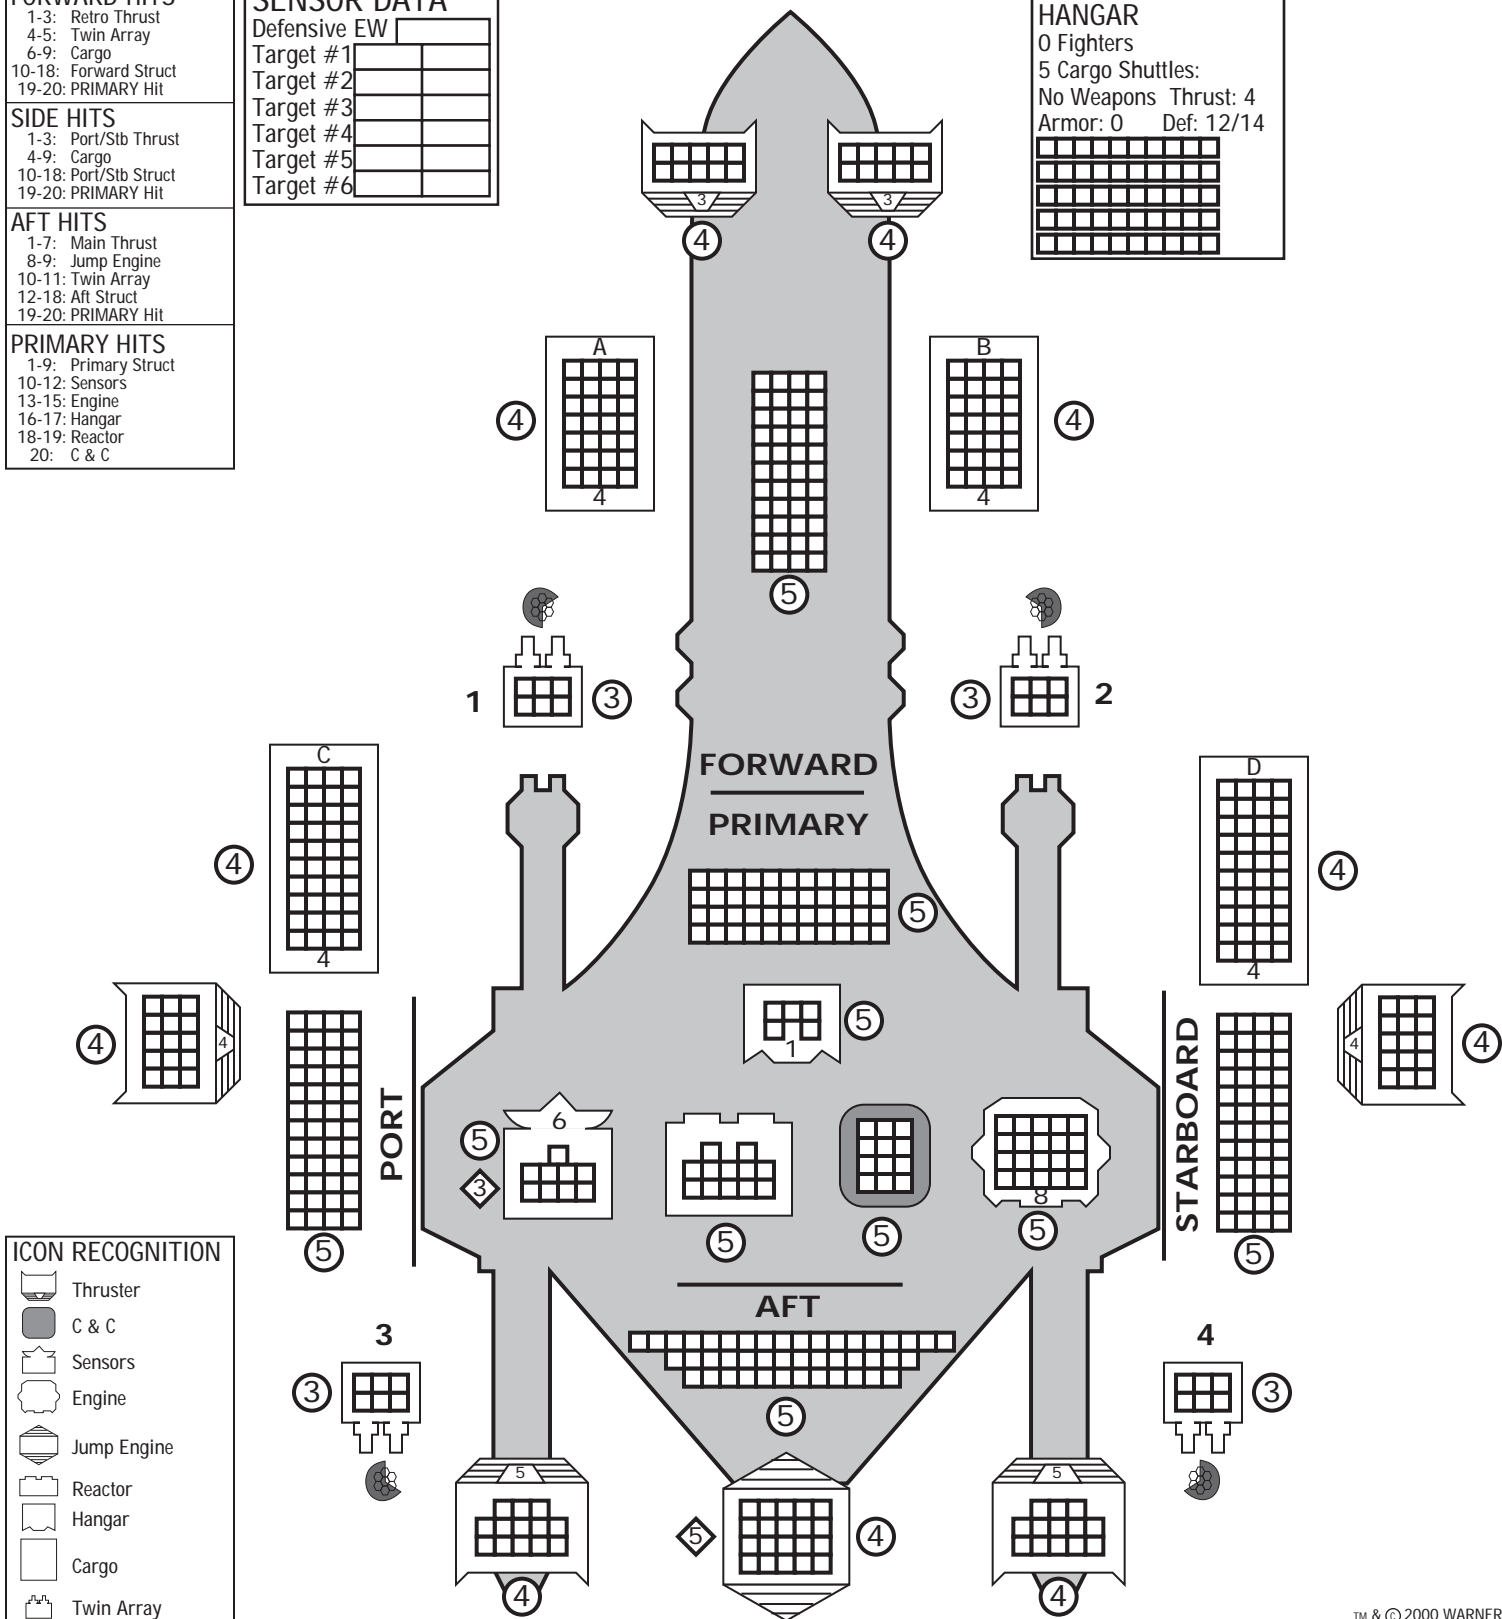 FORWARD HITS
1-3: Retro Thrust
4-5: Twin Array
6-9: Cargo
10-18: Forward Struct
19-20: PRIMARY Hit
SIDE HITS
1-3: Port/Stb Thrust
4-9: Cargo
10-18: Port/Stb Struct
19-20: PRIMARY Hit
AFT HITS
1-7: Main Thrust
8-9: Jump Engine
10-11: Twin Array
12-18: Aft Struct
19-20: PRIMARY Hit
PRIMARY HITS
1-9: Primary Struct
10-12: Sensors
13-15: Engine
16-17: Hangar
18-19: Reactor
20: C & C
SENSOR DATA
Defensive EW
Target #1
Target #2
Target #3
Target #4
Target #5
Target #6
HANGAR
0 Fighters
5 Cargo Shuttles:
No Weapons Thrust: 4
Armor: 0 Def: 12/14
3 3
4 4
A B
4 4
4 4
5
1 3 3 2
FORWARD
PRIMARY
C D
4 4
4 4
5
4 4 4 4
5
1
PORT
STARBOARD
6
5
3
8
5 5 5 5 5
AFT
3 4
3 3
5
5 5
5 4
4 4
ICON RECOGNITION
Thruster
C & C
Sensors
Engine
Jump Engine
Reactor
Hangar
Cargo
Twin Array
TM & © 2000 WARNER